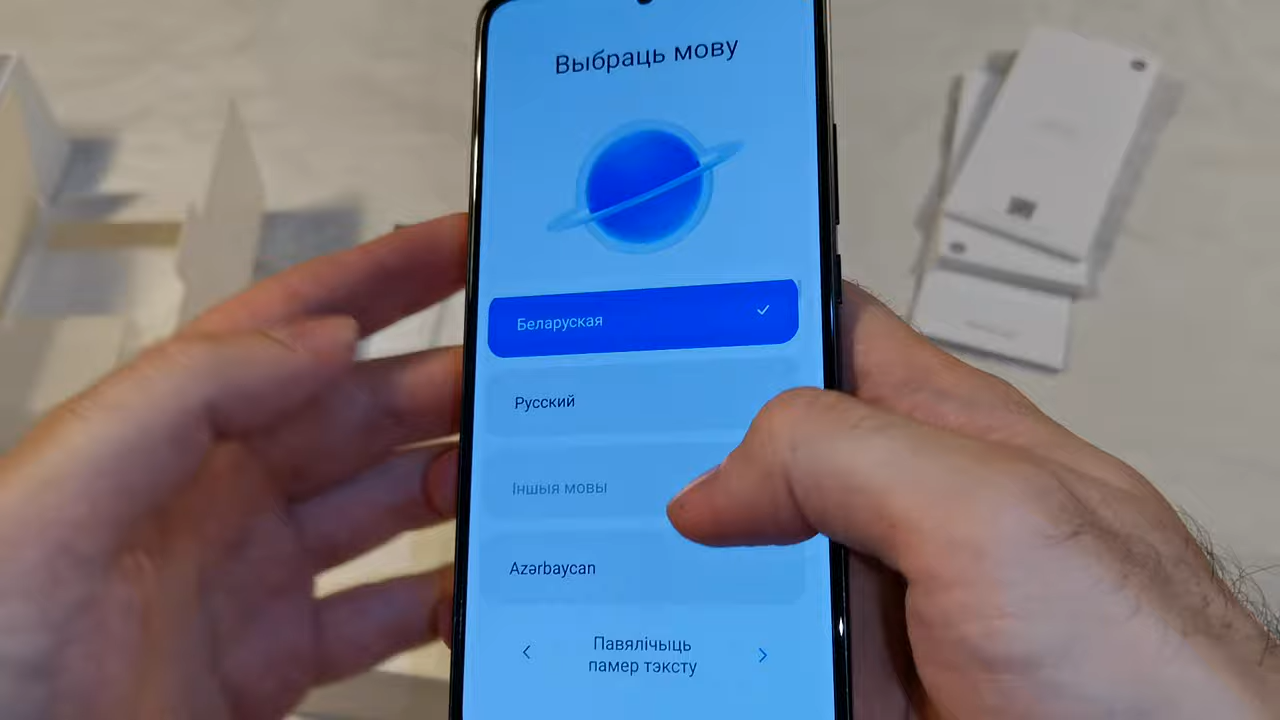 Выбраць мову
Беларуская
Русский
Іншыя мовы
Azərbaycan
Павялічыць
памер тэксту